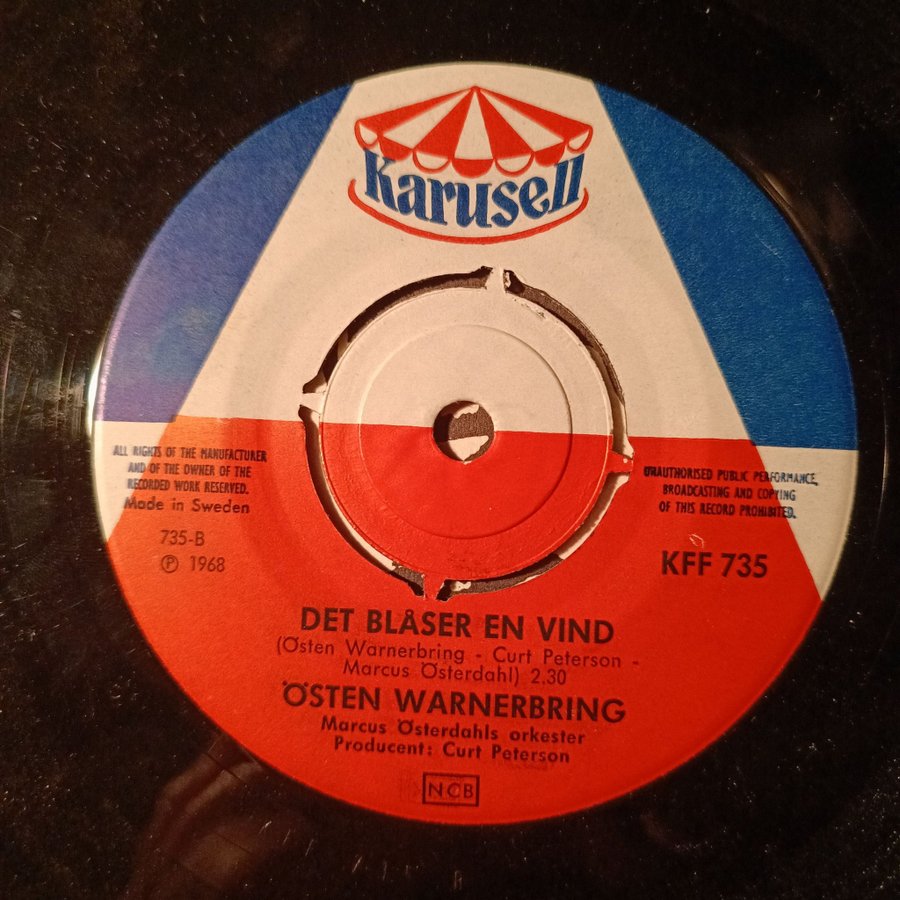 Karusell
ALL RIGHTS OF THE MANUFACTURER
AND OF THE OWNER OF THE
RECORDED WORK RESERVED.
Made in Sweden
735-B
Ⓟ 1968
UNAUTHORISED PUBLIC PERFORMANCE,
BROADCASTING AND COPYING
OF THIS RECORD PROHIBITED.
KFF 735
DET BLÅSER EN VIND
(Östen Warnerbring - Curt Peterson -
Marcus Österdahl) 2.30
ÖSTEN WARNERBRING
Marcus Österdahls orkester
Producent: Curt Peterson
NCB